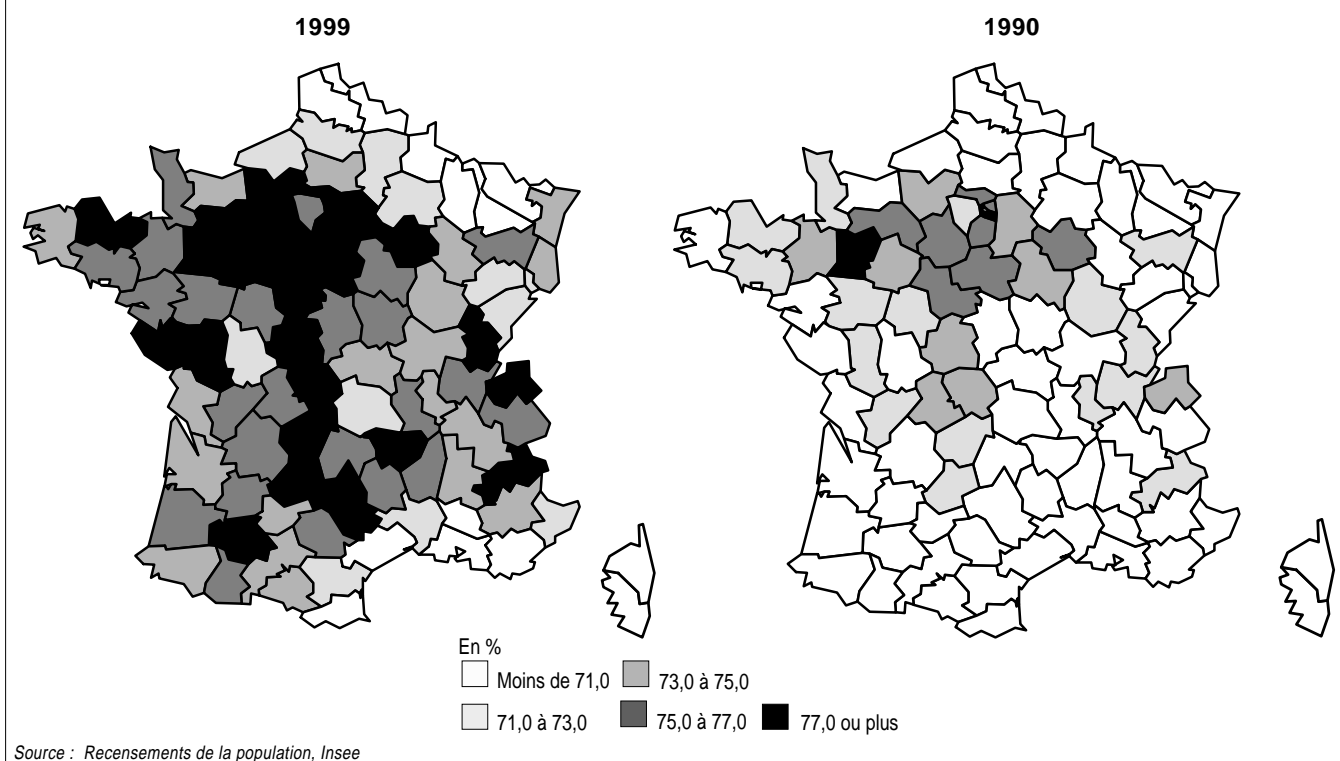 1999
1990
En %
Moins de 71,0
73,0 à 75,0
71,0 à 73,0
75,0 à 77,0
77,0 ou plus
Source : Recensements de la population, Insee